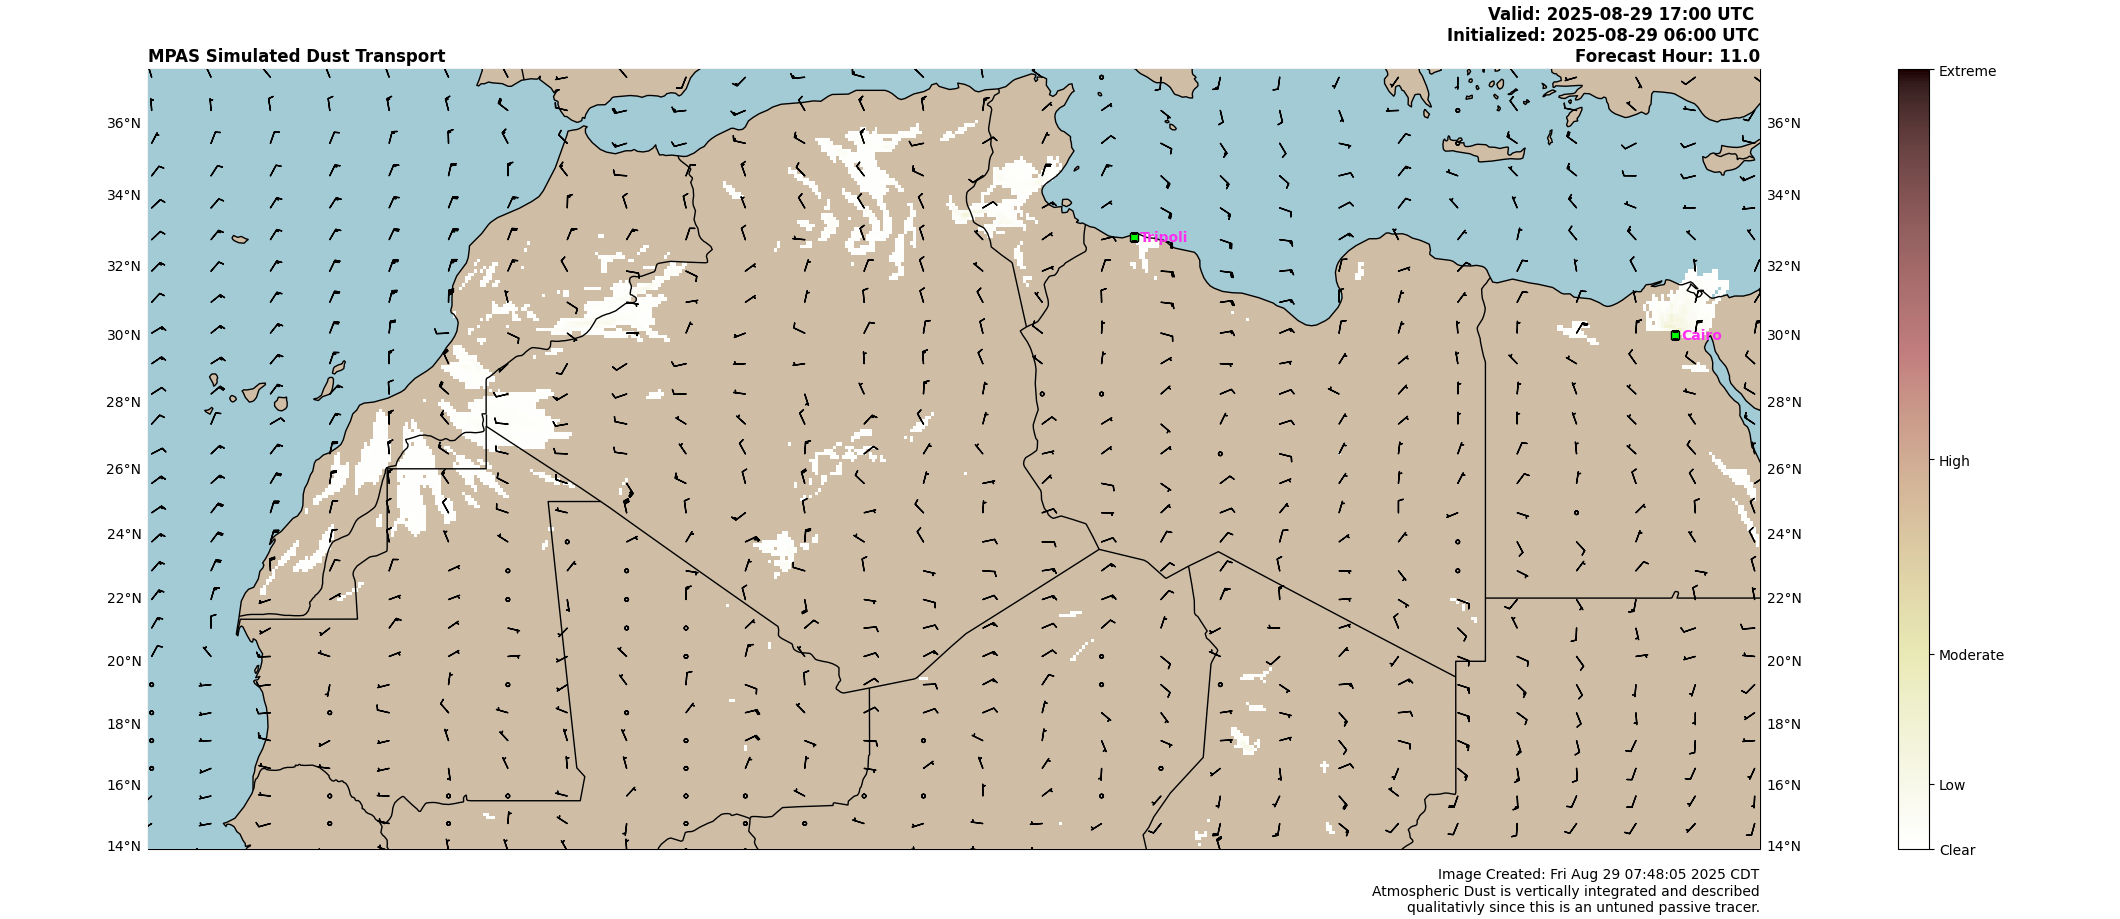 Valid: 2025-08-29 17:00 UTC
Initialized: 2025-08-29 06:00 UTC
MPAS Simulated Dust Transport
Forecast Hour: 11.0
Extreme
36°N
36°N
34°N
34°N
Tripoli
32°N
32°N
30°N
Cairo
30°N
28°N
28°N
26°N
26°N
High
24°N
24°N
22°N
22°N
20°N
20°N
Moderate
18°N
18°N
16°N
16°N
Low
14°N
14°N
Clear
Image Created: Fri Aug 29 07:48:05 2025 CDT
Atmospheric Dust is vertically integrated and described
qualitativly since this is an untuned passive tracer.